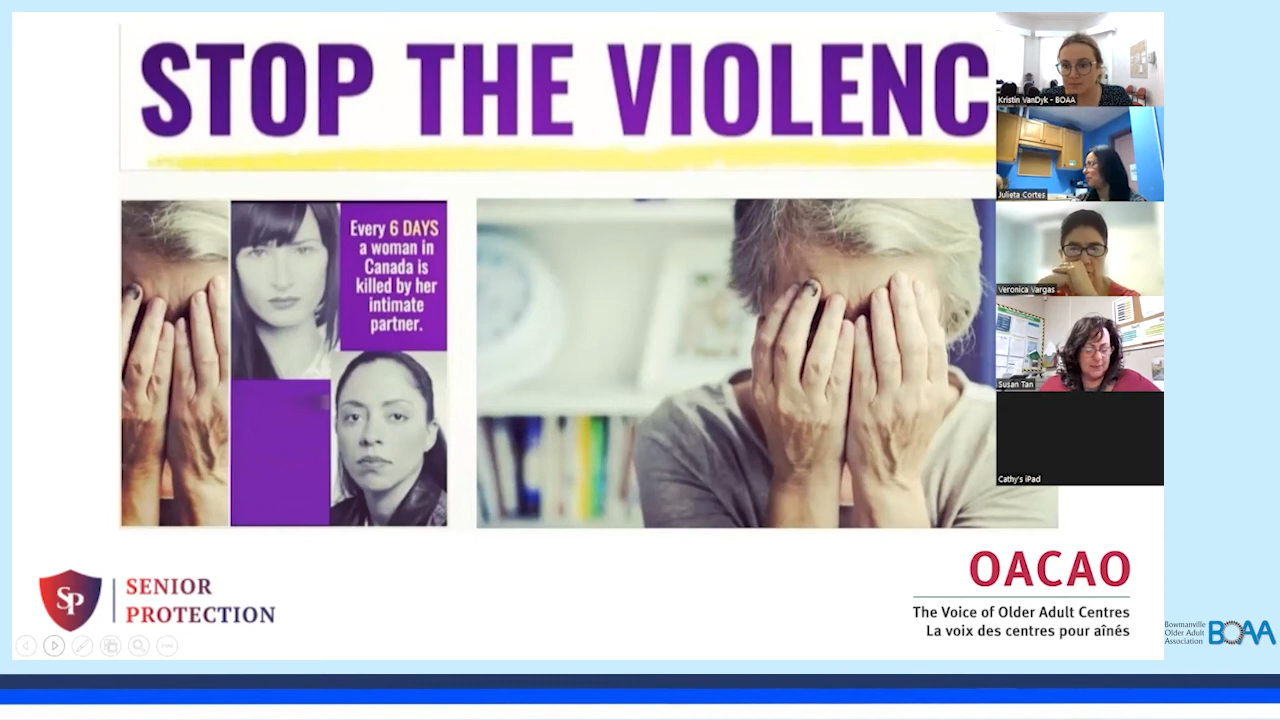 STOP THE VIOLENC
Every 6 DAYS
a woman in
Canada is
killed by her
intimate
partner.
Kristin VanDyk - BOAA
Julieta Cortes
Veronica Vargas
Susan Tan
Cathy's iPad
SP
SENIOR
PROTECTION
OACAO
The Voice of Older Adult Centres
La voix des centres pour aînés
Bowmanville
Older Adult
Association
BOAA